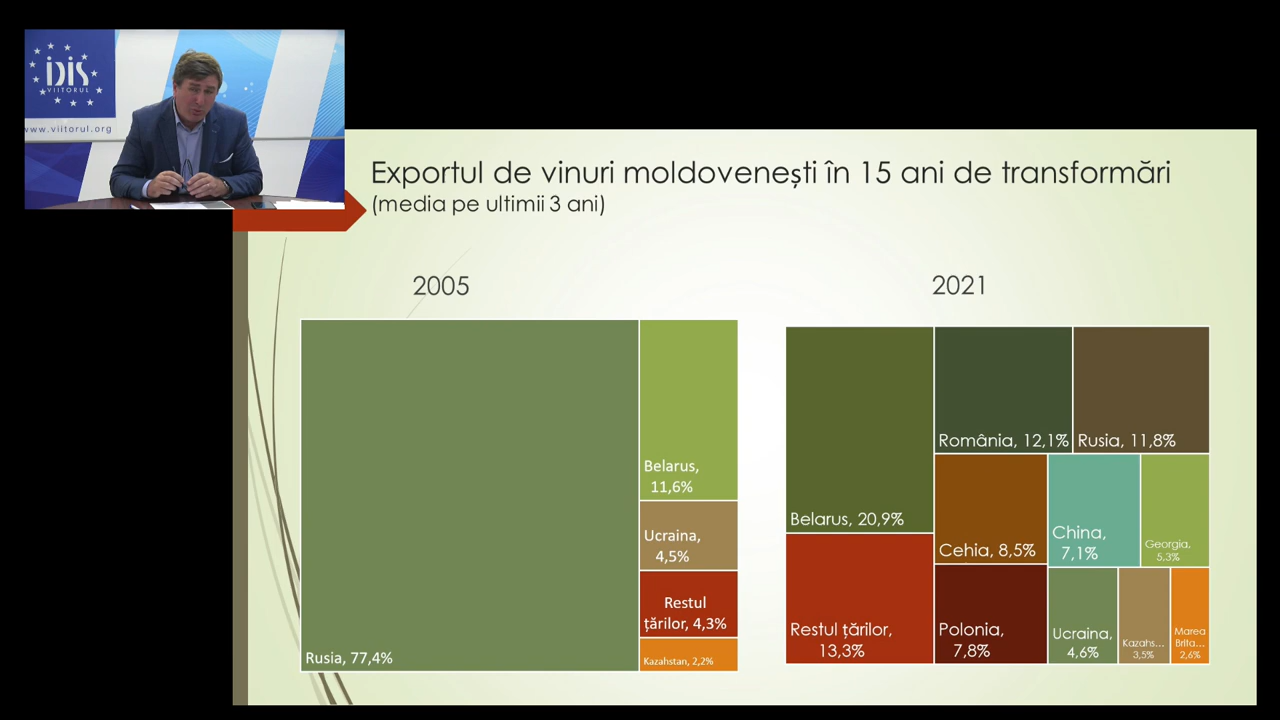 iDiS
VIITORUL
www.viitorul.org
Exportul de vinuri moldovenești în 15 ani de transformări
(media pe ultimii 3 ani)
2005
Rusia, 77,4%
Belarus,
11,6%
Ucraina,
4,5%
Restul
țărilor, 4,3%
Kazahstan, 2,2%
2021
Belarus, 20,9%
Restul țărilor,
13,3%
România, 12,1%
Rusia, 11,8%
Cehia, 8,5%
Polonia,
7,8%
China,
7,1%
Georgia,
5,3%
Ucraina,
4,6%
Kazahs...
3,5%
Marea
Brita...
2,6%